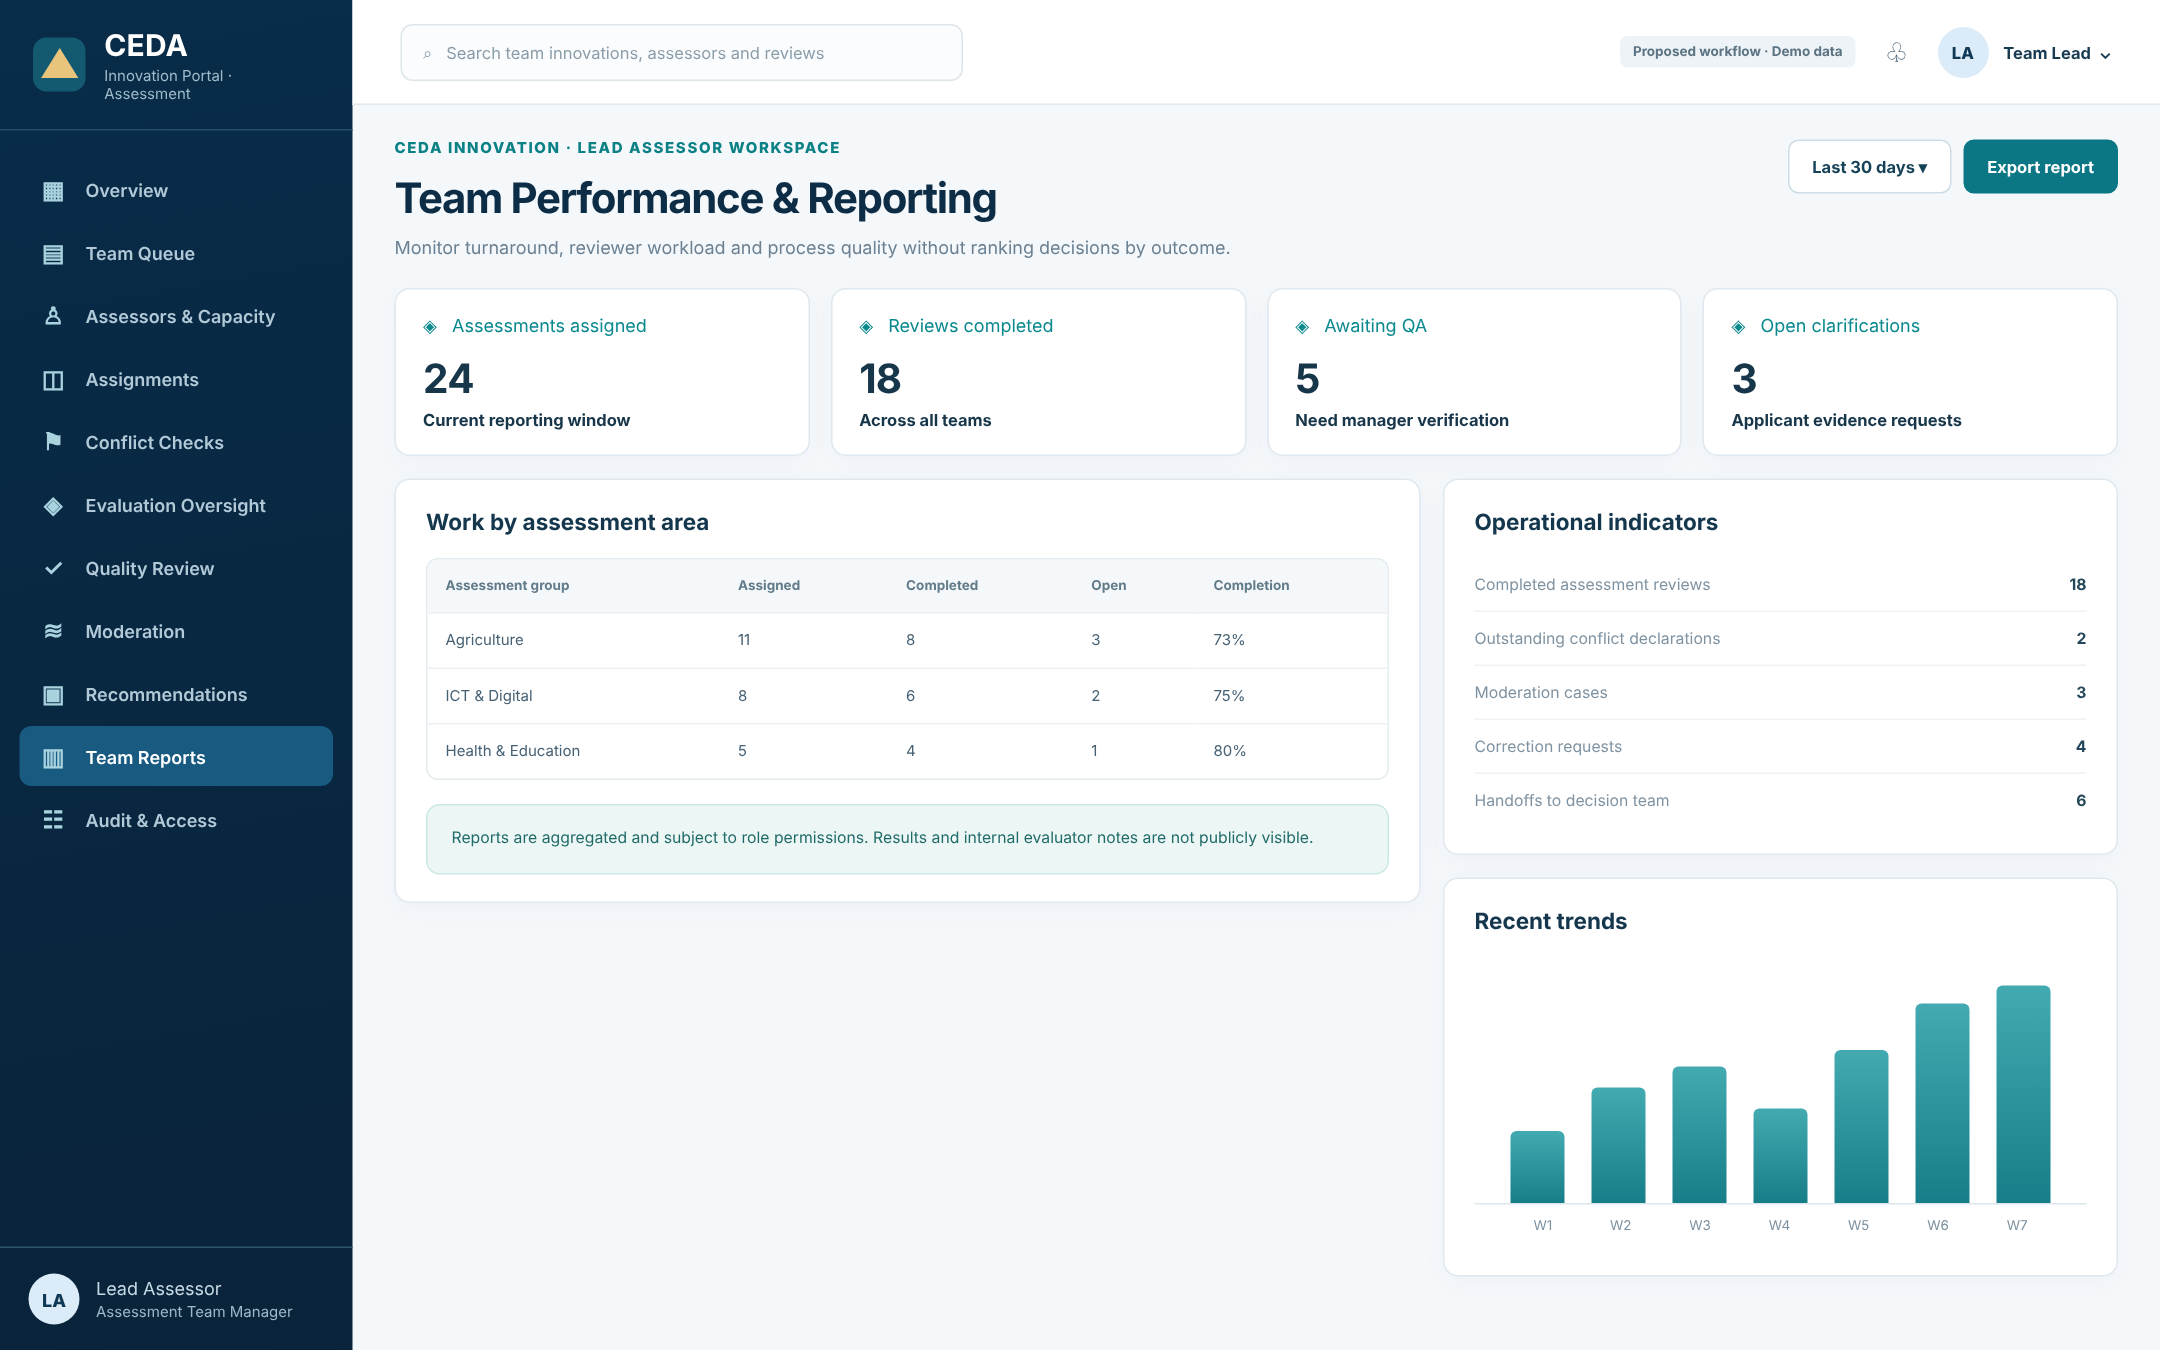 CEDA
Innovation Portal ·
Assessment
Overview
Team Queue
Assessors & Capacity
Assignments
Conflict Checks
Evaluation Oversight
Quality Review
Moderation
Recommendations
Team Reports
Audit & Access
LA
Lead Assessor
Assessment Team Manager
Search team innovations, assessors and reviews
Proposed workflow · Demo data
LA
Team Lead
CEDA INNOVATION · LEAD ASSESSOR WORKSPACE
Team Performance & Reporting
Monitor turnaround, reviewer workload and process quality without ranking decisions by outcome.
Last 30 days ▾
Export report
Assessments assigned
24
Current reporting window
Reviews completed
18
Across all teams
Awaiting QA
5
Need manager verification
Open clarifications
3
Applicant evidence requests
Work by assessment area
Assessment group Assigned Completed Open Completion
Agriculture 11 8 3 73%
ICT & Digital 8 6 2 75%
Health & Education 5 4 1 80%
Reports are aggregated and subject to role permissions. Results and internal evaluator notes are not publicly visible.
Operational indicators
Completed assessment reviews 18
Outstanding conflict declarations 2
Moderation cases 3
Correction requests 4
Handoffs to decision team 6
Recent trends
W1 W2 W3 W4 W5 W6 W7